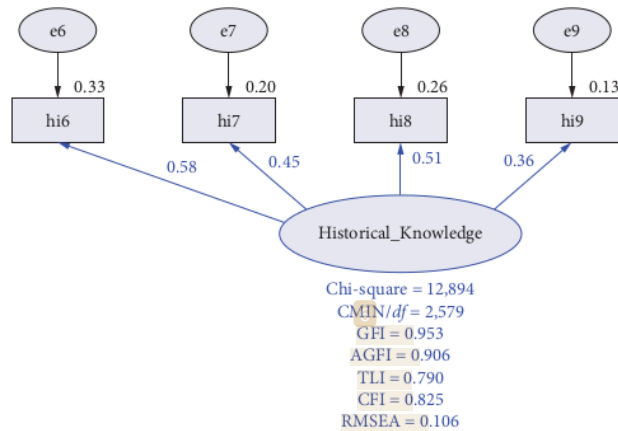 e6 e7 e8 e9
0.33 0.20 0.26 0.13
hi6 hi7 hi8 hi9
0.58 0.45 0.51 0.36
Historical_Knowledge
Chi-square = 12,894
CMIN/df = 2,579
GFI = 0.953
AGFI = 0.906
TLI = 0.790
CFI = 0.825
RMSEA = 0.106